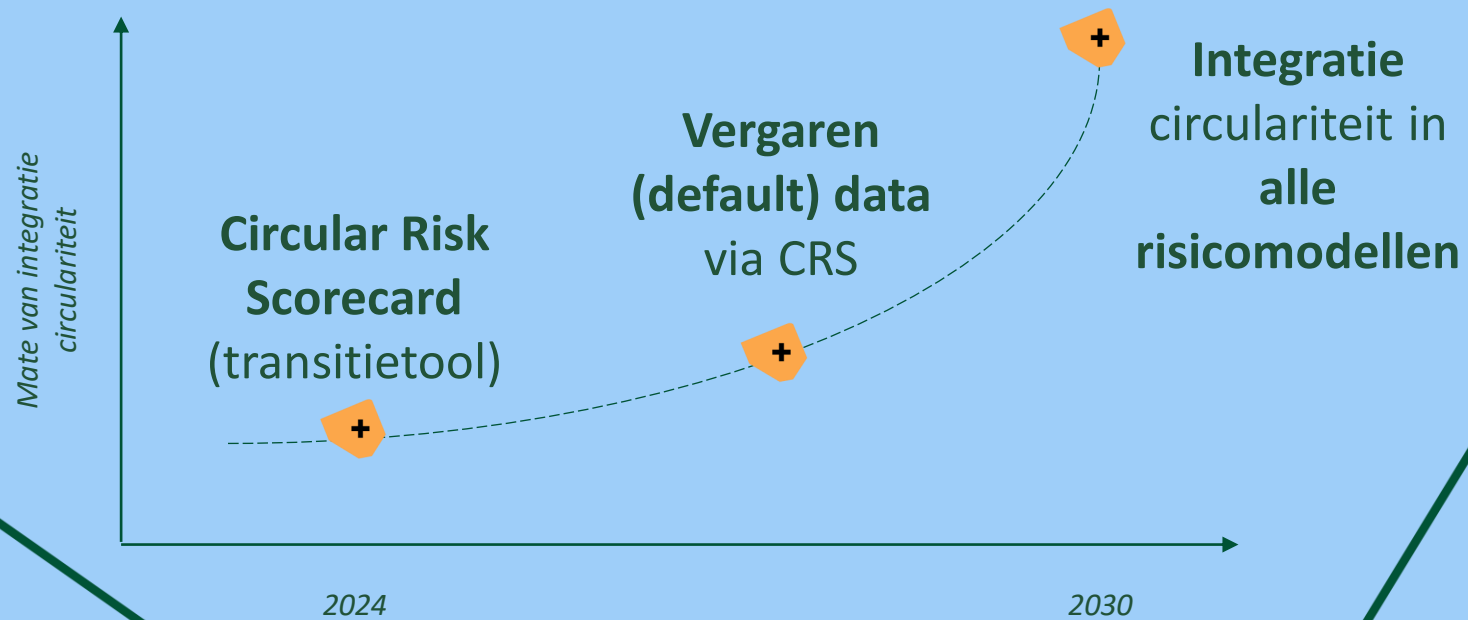 Mate van integratie
circulariteit
Circular Risk
Scorecard
(transitietool)
Vergaren
(default) data
via CRS
Integratie
circulariteit in
alle
risicomodellen
2024
2030